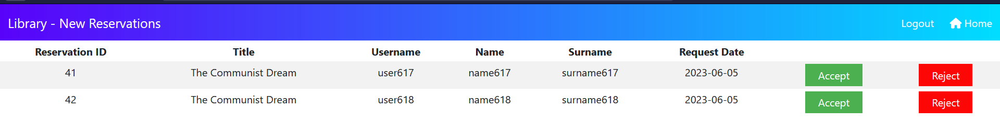 Library - New Reservations Logout Home
Reservation ID Title Username Name Surname Request Date
41 The Communist Dream user617 name617 surname617 2023-06-05 Accept Reject
42 The Communist Dream user618 name618 surname618 2023-06-05 Accept Reject